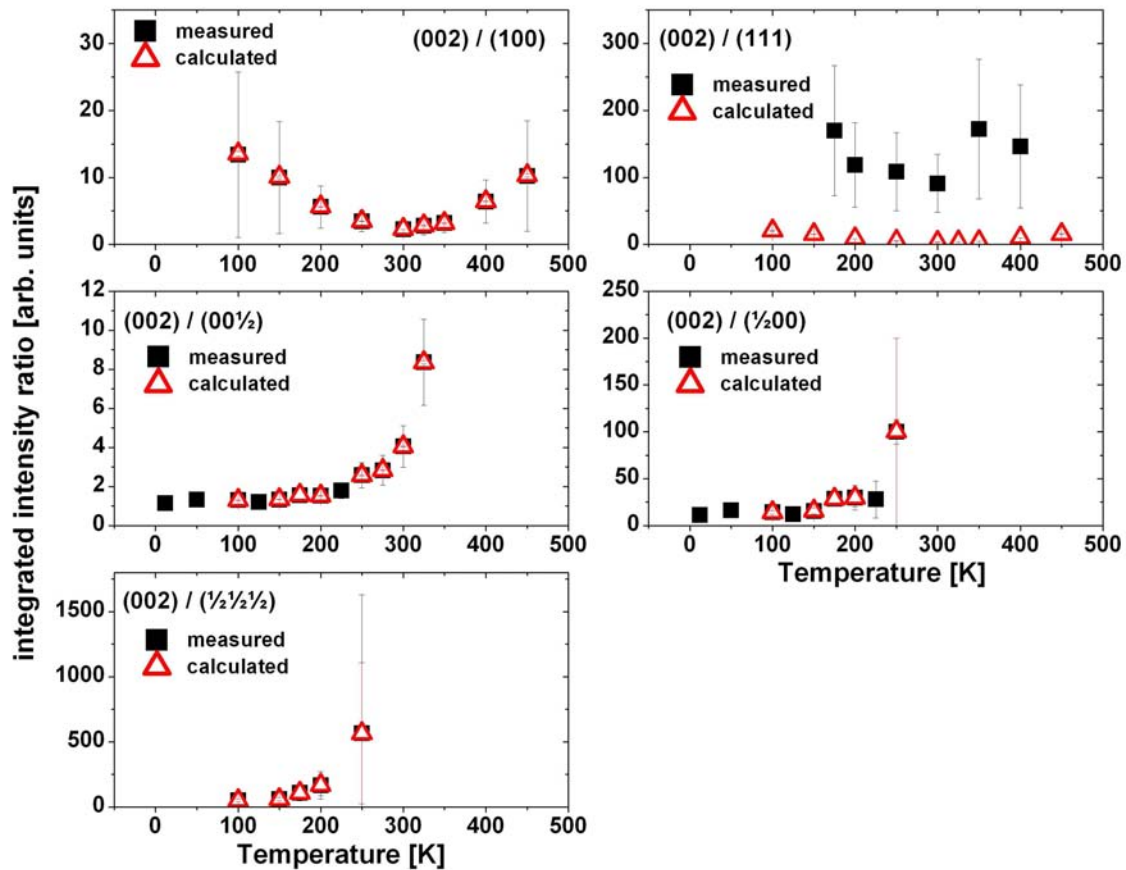 integrated intensity ratio [arb. units]
30
20
10
0
measured
calculated
(002) / (100)
0 100 200 300 400 500
300
200
100
0
(002) / (111)
measured
calculated
0 100 200 300 400 500
12
10
8
6
4
2
0
(002) / (00½)
measured
calculated
0 100 200 300 400 500
250
200
150
100
50
0
(002) / (½00)
measured
calculated
0 100 200 300 400 500
Temperature [K]
1500
1000
500
0
(002) / (½½½)
measured
calculated
0 100 200 300 400 500
Temperature [K]